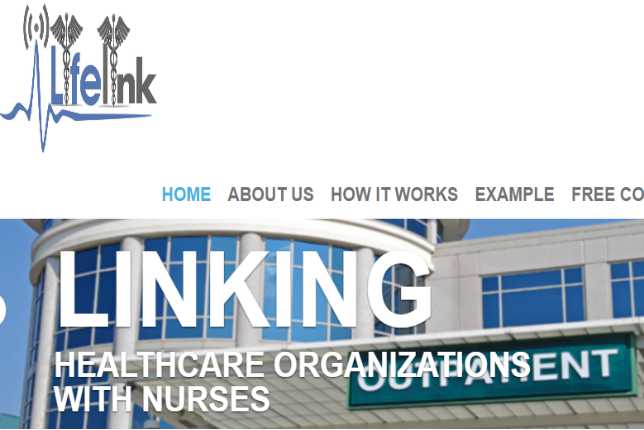 Lifelink
HOME ABOUT US HOW IT WORKS EXAMPLE FREE CO
LINKING
HEALTHCARE ORGANIZATIONS
WITH NURSES
OUTPATIENT